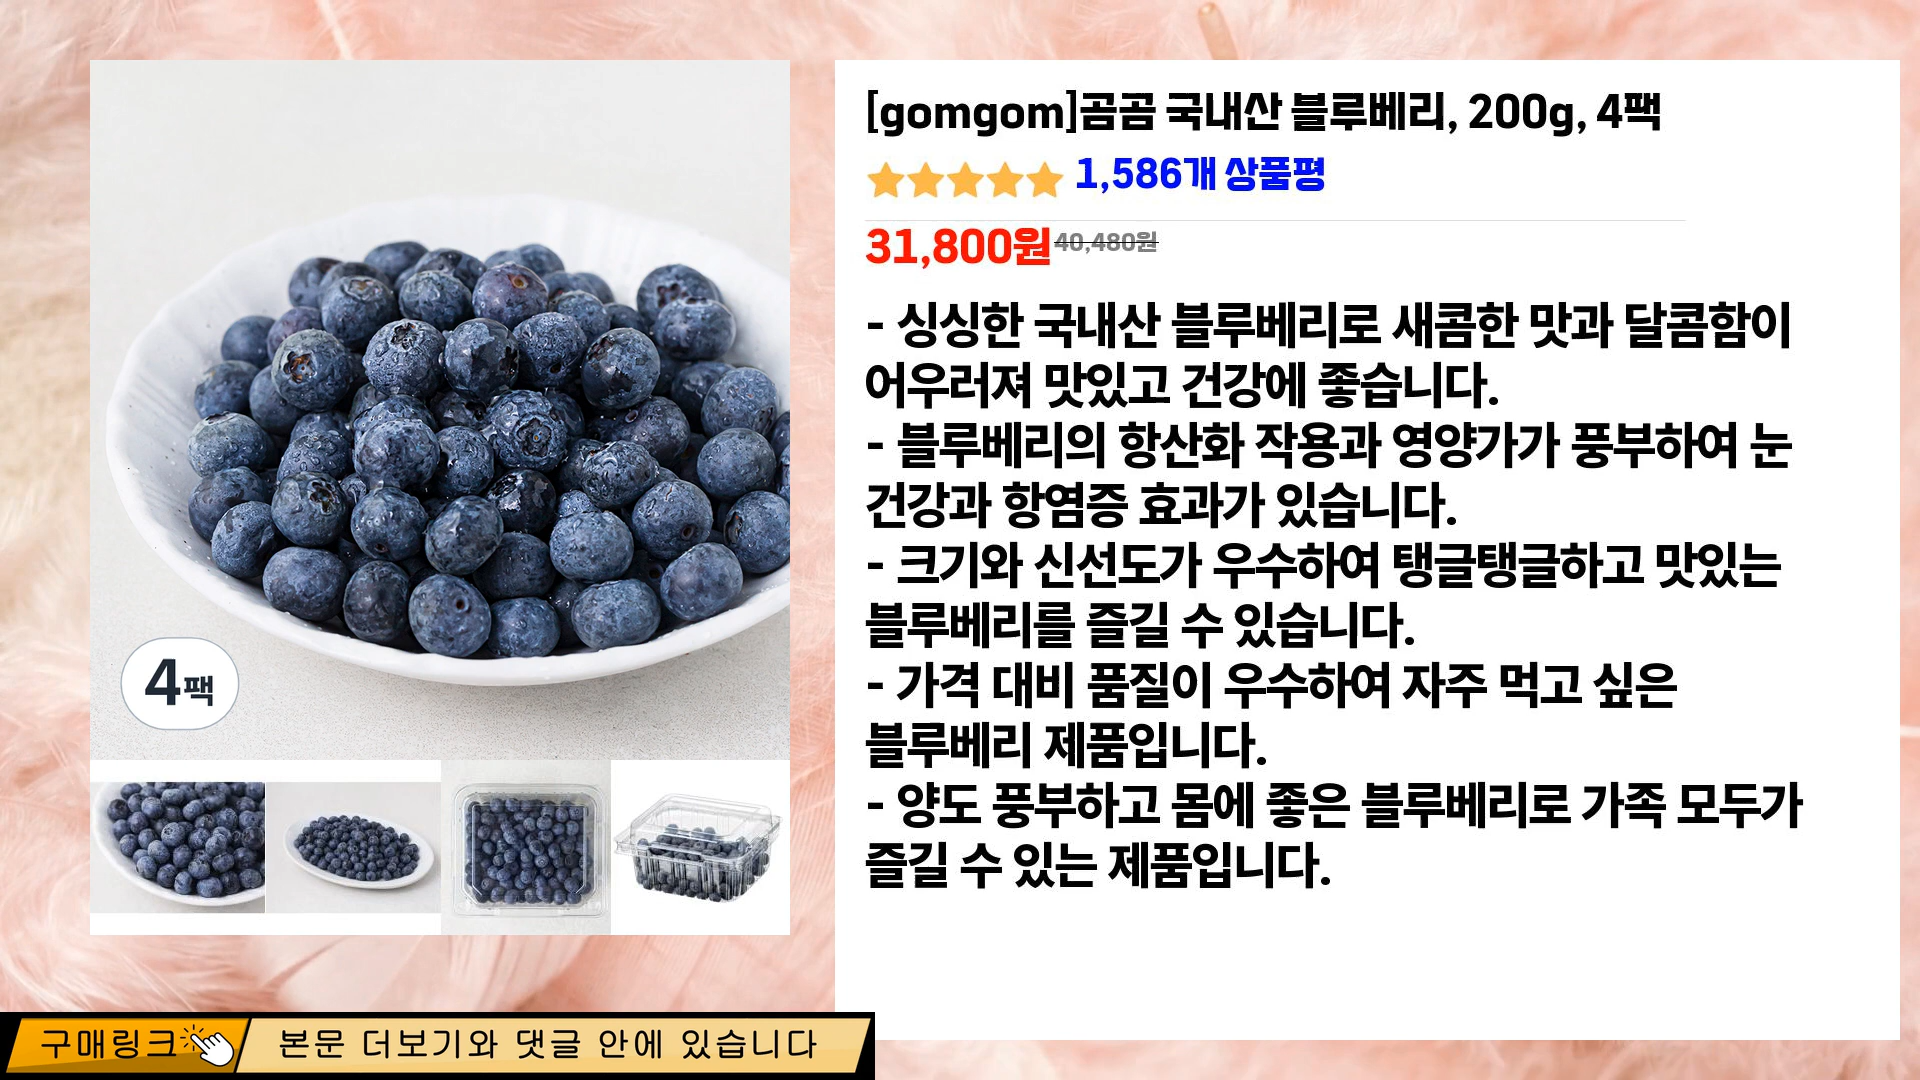 [gomgom]곰곰 국내산 블루베리, 200g, 4팩
1,586개 상품평
31,800원 40,480원
- 싱싱한 국내산 블루베리로 새콤한 맛과 달콤함이
어우러져 맛있고 건강에 좋습니다.
- 블루베리의 항산화 작용과 영양가가 풍부하여 눈
건강과 항염증 효과가 있습니다.
- 크기와 신선도가 우수하여 탱글탱글하고 맛있는
블루베리를 즐길 수 있습니다.
- 가격 대비 품질이 우수하여 자주 먹고 싶은
블루베리 제품입니다.
- 양도 풍부하고 몸에 좋은 블루베리로 가족 모두가
즐길 수 있는 제품입니다.
4팩
구매링크 본문 더보기와 댓글 안에 있습니다